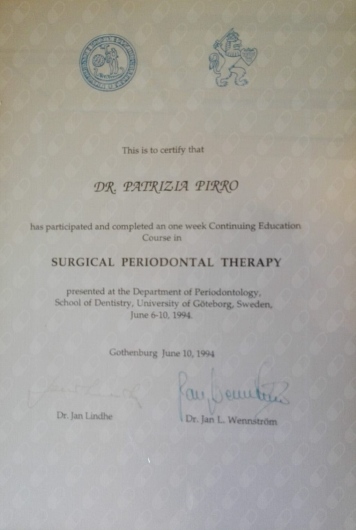 This is to certify that
DR. PATRIZIA PIRRO
has participated and completed an one week Continuing Education
Course in
SURGICAL PERIODONTAL THERAPY
presented at the Department of Periodontology,
School of Dentistry, University of Göteborg, Sweden,
June 6-10, 1994.
Gothenburg June 10, 1994
Dr. Jan Lindhe
Dr. Jan L. Wennström